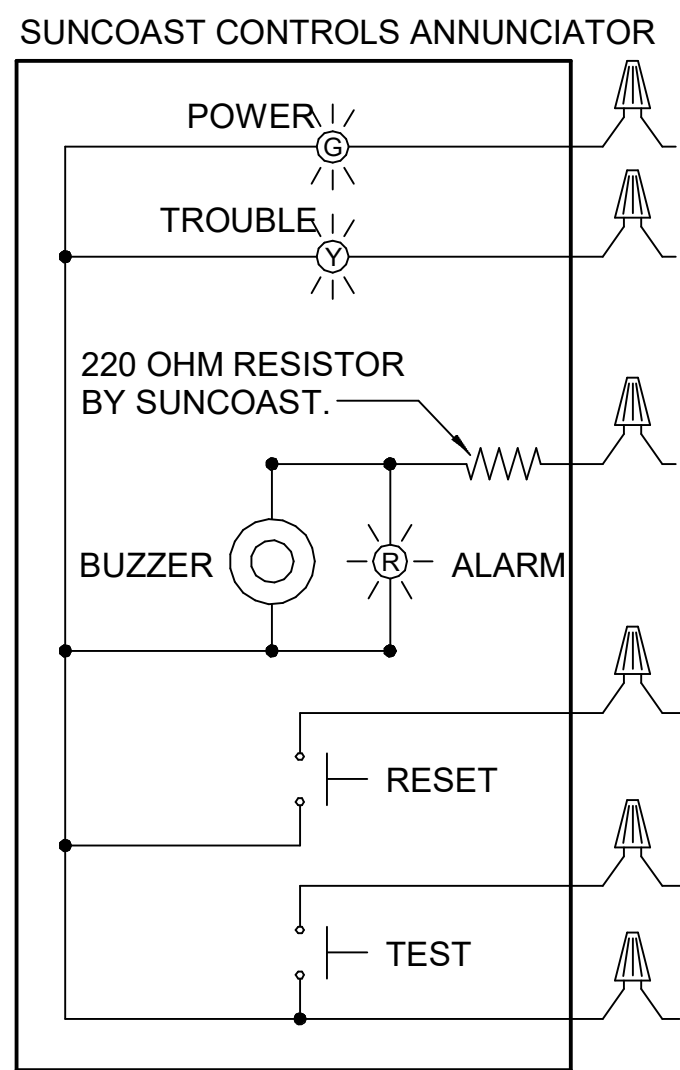 SUNCOAST CONTROLS ANNUNCIATOR
POWER
G
TROUBLE
Y
220 OHM RESISTOR
BY SUNCOAST.
BUZZER
R
ALARM
RESET
TEST